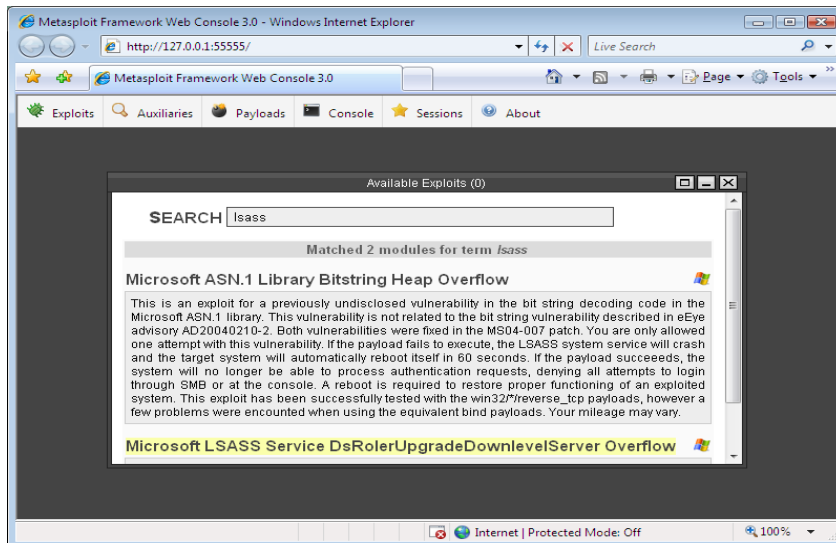 Metasploit Framework Web Console 3.0 - Windows Internet Explorer
http://127.0.0.1:55555/
Live Search
Metasploit Framework Web Console 3.0
Page
Tools
Exploits Auxiliaries Payloads Console Sessions About
Available Exploits (0)
SEARCH lsass
Matched 2 modules for term lsass
Microsoft ASN.1 Library Bitstring Heap Overflow
This is an exploit for a previously undisclosed vulnerability in the bit string decoding code in the
Microsoft ASN.1 library. This vulnerability is not related to the bit string vulnerability described in eEye
advisory AD20040210-2. Both vulnerabilities were fixed in the MS04-007 patch. You are only allowed
one attempt with this vulnerability. If the payload fails to execute, the LSASS system service will crash
and the target system will automatically reboot itself in 60 seconds. If the payload succeeeds, the
system will no longer be able to process authentication requests, denying all attempts to login
through SMB or at the console. A reboot is required to restore proper functioning of an exploited
system. This exploit has been successfully tested with the win32/*/reverse_tcp payloads, however a
few problems were encounted when using the equivalent bind payloads. Your mileage may vary.
Microsoft LSASS Service DsRolerUpgradeDownlevelServer Overflow
Internet | Protected Mode: Off
100%